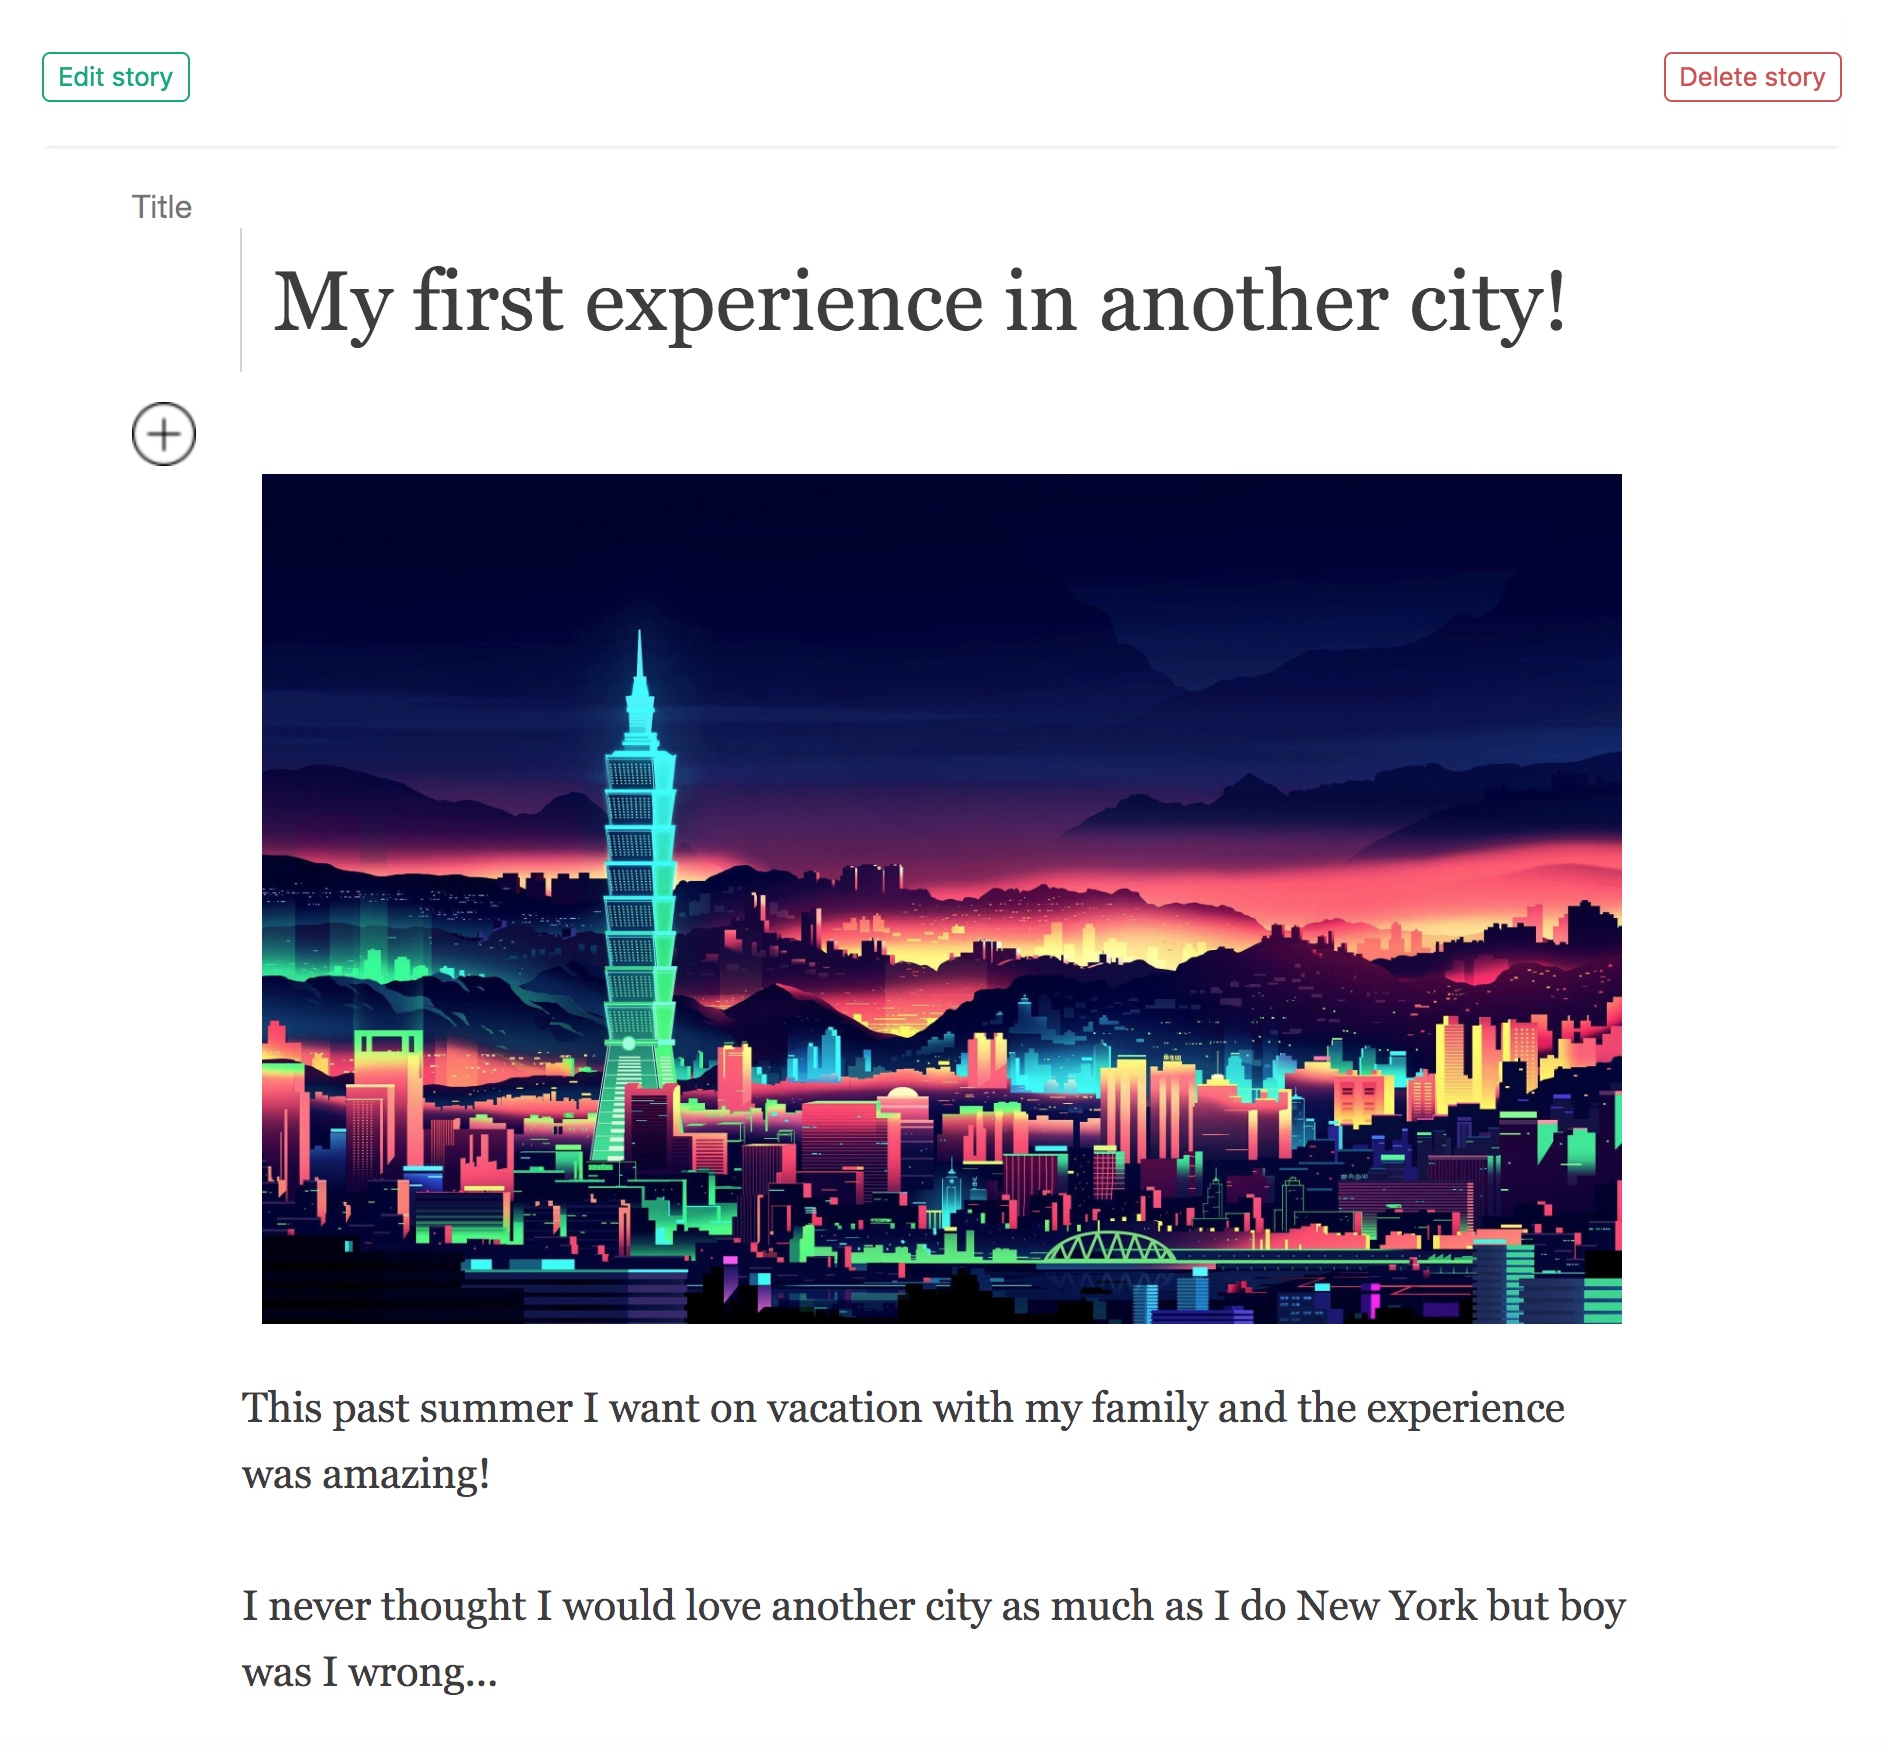 Edit story
Delete story
Title
My first experience in another city!
This past summer I want on vacation with my family and the experience
was amazing!
I never thought I would love another city as much as I do New York but boy
was I wrong...